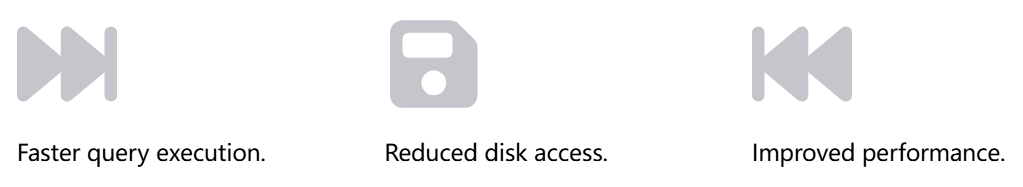 Faster query execution.
Reduced disk access.
Improved performance.